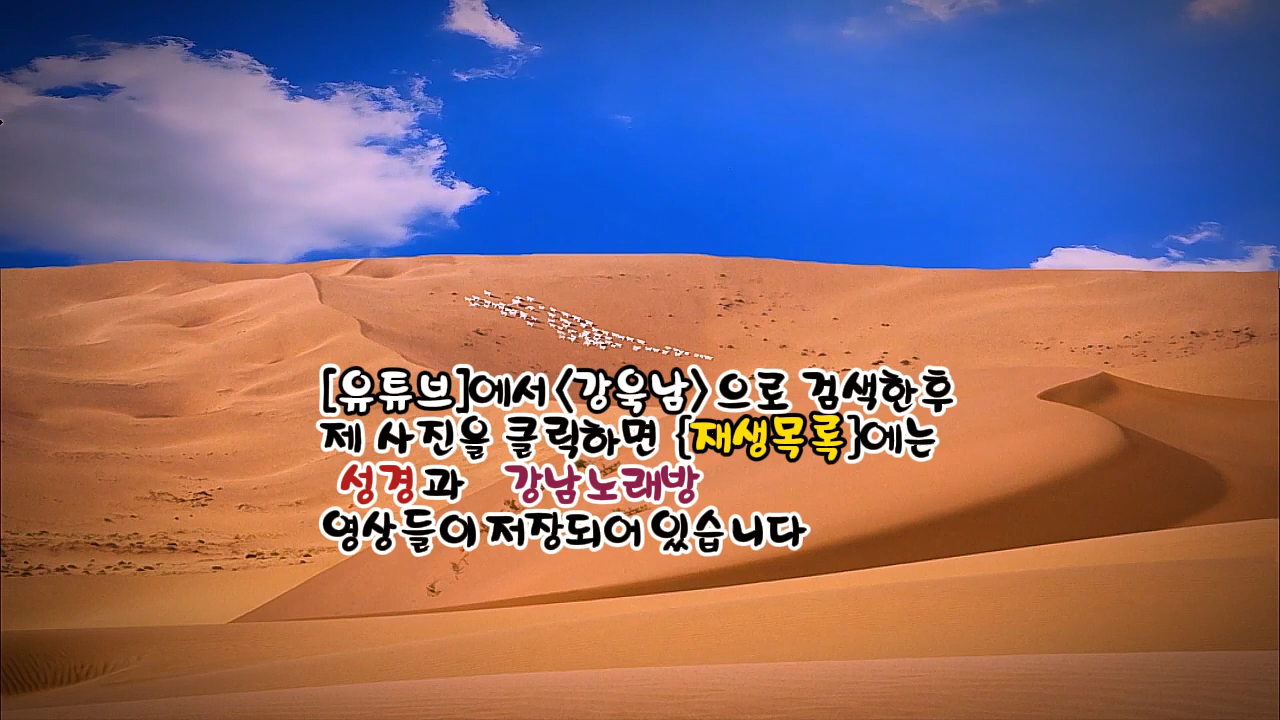 [유튜브]에서<강욱남>으로 검색한후
제 사진을 클릭하면 {재생목록}에는
성경과 강남노래방
영상들이저장되어있습니다